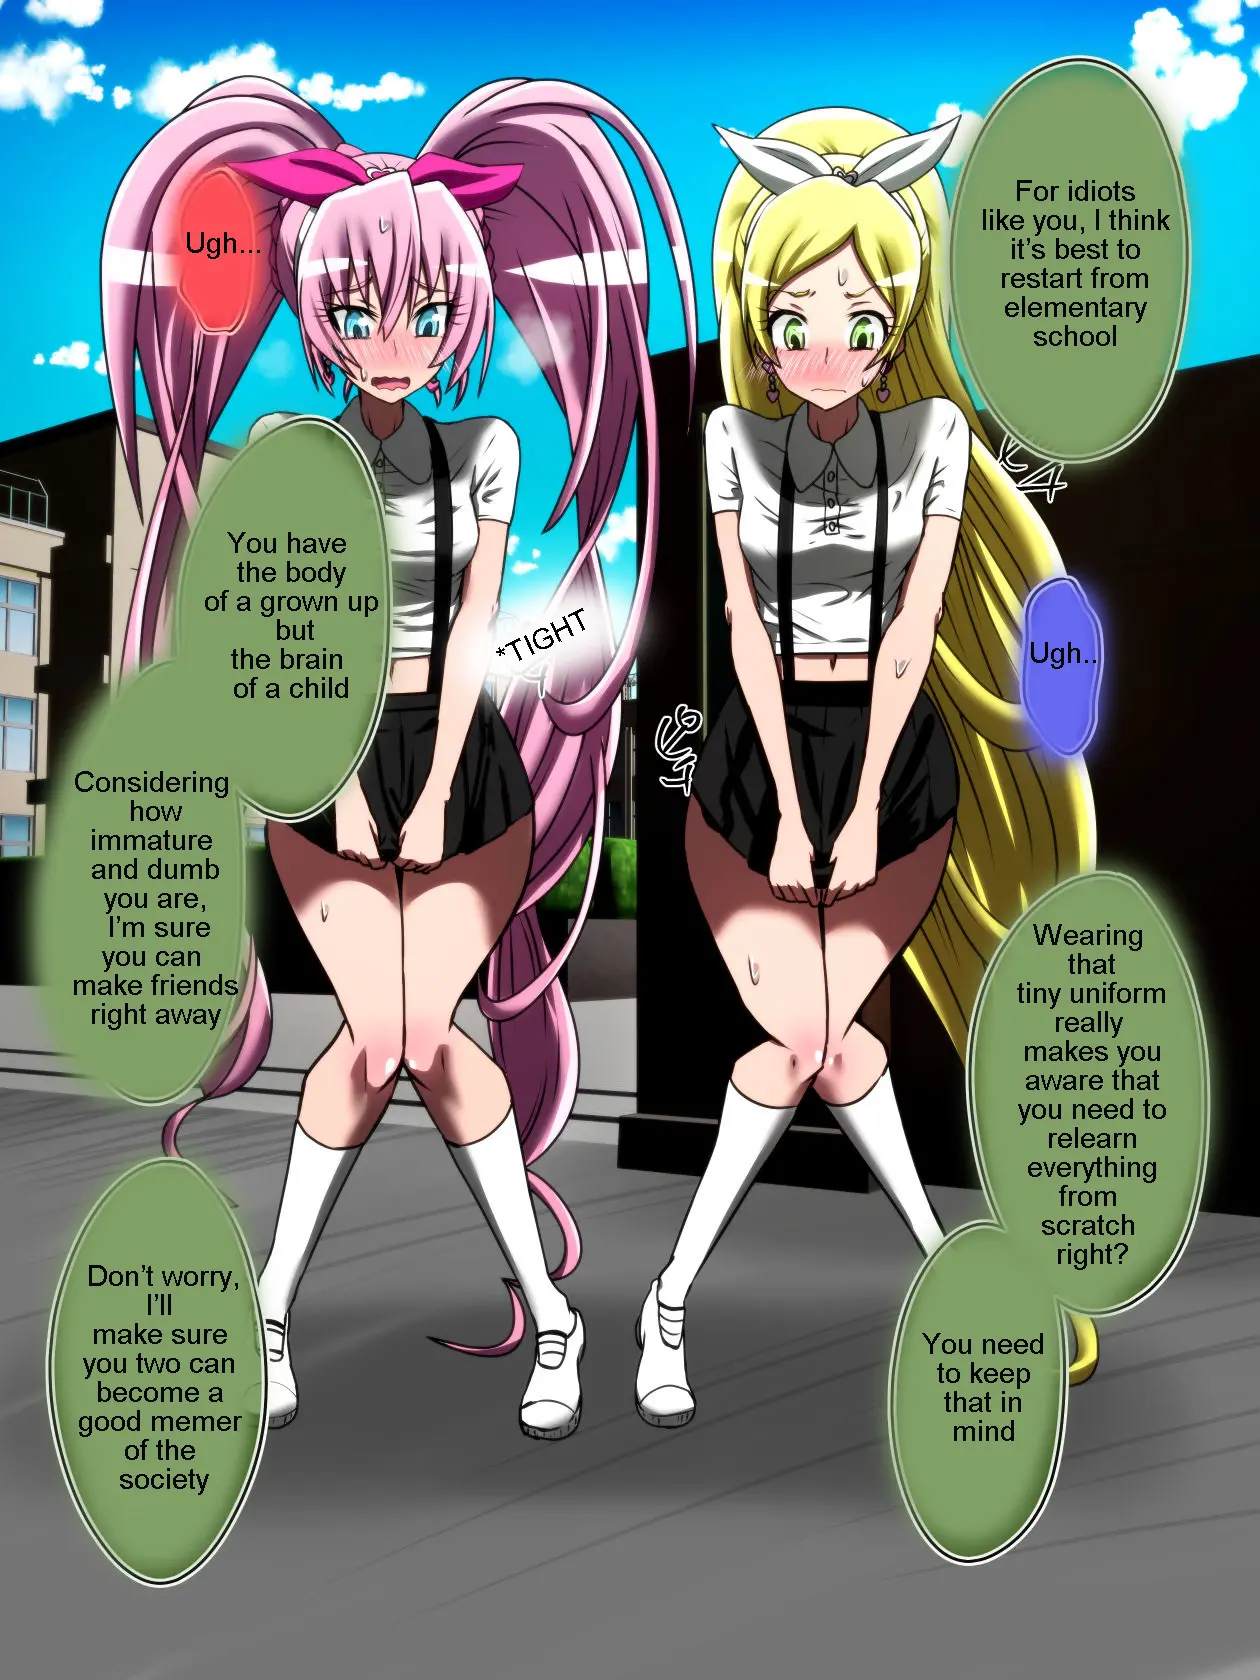 For idiots
like you, I think
it's best to
restart from
elementary
school
Ugh...
You have
the body
of a grown up
but
the brain
of a child
*TIGHT
Ugh..
Considering
how
immature
and dumb
you are,
I'm sure
you can
make friends
right away
Wearing
that
tiny uniform
really
makes you
aware that
you need to
relearn
everything
from
scratch
right?
Don't worry,
I'll
make sure
you two can
become a
good memer
of the
society
You need
to keep
that in
mind